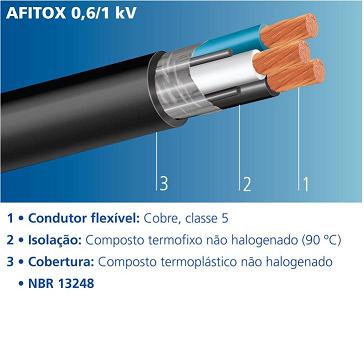 AFITOX 0,6/1 kV
3 2 1
1 • Condutor flexível: Cobre, classe 5
2 • Isolação: Composto termofixo não halogenado (90 ºC)
3 • Cobertura: Composto termoplástico não halogenado
• NBR 13248